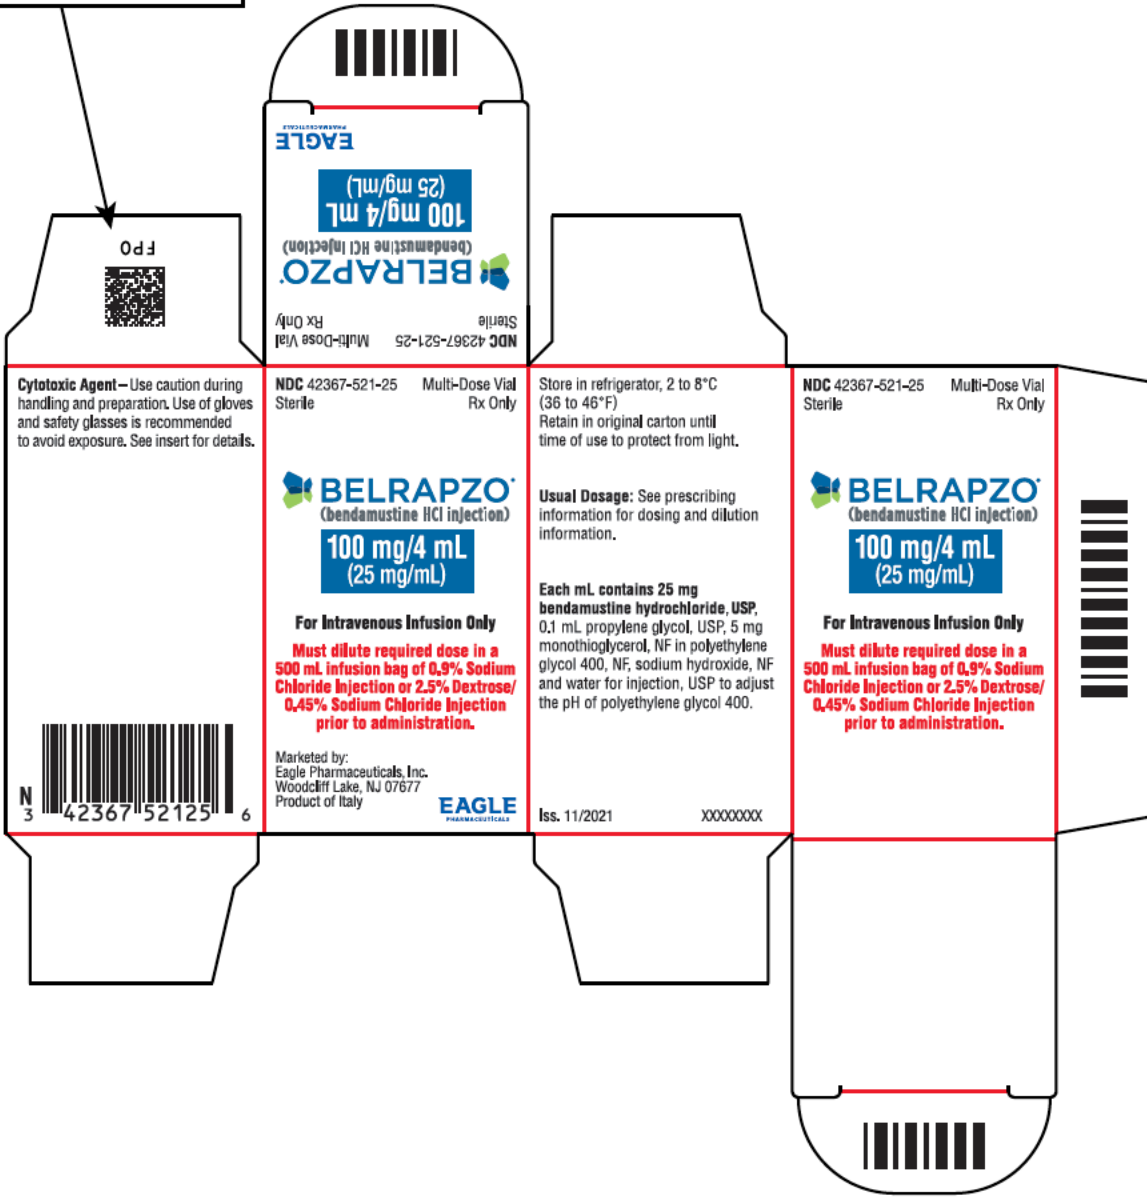 EAGLE
PHARMACEUTICALS
100 mg/4 mL
(25 mg/mL)
BELRAPZO
(bendamustine HCl injection)
NDC 42367-521-25 Multi-Dose Vial
Sterile Rx Only
FPO
Cytotoxic Agent – Use caution during
handling and preparation. Use of gloves
and safety glasses is recommended
to avoid exposure. See insert for details.
N
3 42367 52125 6
NDC 42367-521-25 Multi-Dose Vial
Sterile Rx Only
BELRAPZO
(bendamustine HCl injection)
100 mg/4 mL
(25 mg/mL)
For Intravenous Infusion Only
Must dilute required dose in a
500 mL infusion bag of 0.9% Sodium
Chloride Injection or 2.5% Dextrose/
0.45% Sodium Chloride Injection
prior to administration.
Marketed by:
Eagle Pharmaceuticals, Inc.
Woodcliff Lake, NJ 07677
Product of Italy
EAGLE
PHARMACEUTICALS
Store in refrigerator, 2 to 8°C
(36 to 46°F)
Retain in original carton until
time of use to protect from light.
Usual Dosage: See prescribing
information for dosing and dilution
information.
Each mL contains 25 mg
bendamustine hydrochloride, USP,
0.1 mL propylene glycol, USP, 5 mg
monothioglycerol, NF in polyethylene
glycol 400, NF, sodium hydroxide, NF
and water for injection, USP to adjust
the pH of polyethylene glycol 400.
Iss. 11/2021 XXXXXXXX
NDC 42367-521-25 Multi-Dose Vial
Sterile Rx Only
BELRAPZO
(bendamustine HCl injection)
100 mg/4 mL
(25 mg/mL)
For Intravenous Infusion Only
Must dilute required dose in a
500 mL infusion bag of 0.9% Sodium
Chloride Injection or 2.5% Dextrose/
0.45% Sodium Chloride Injection
prior to administration.